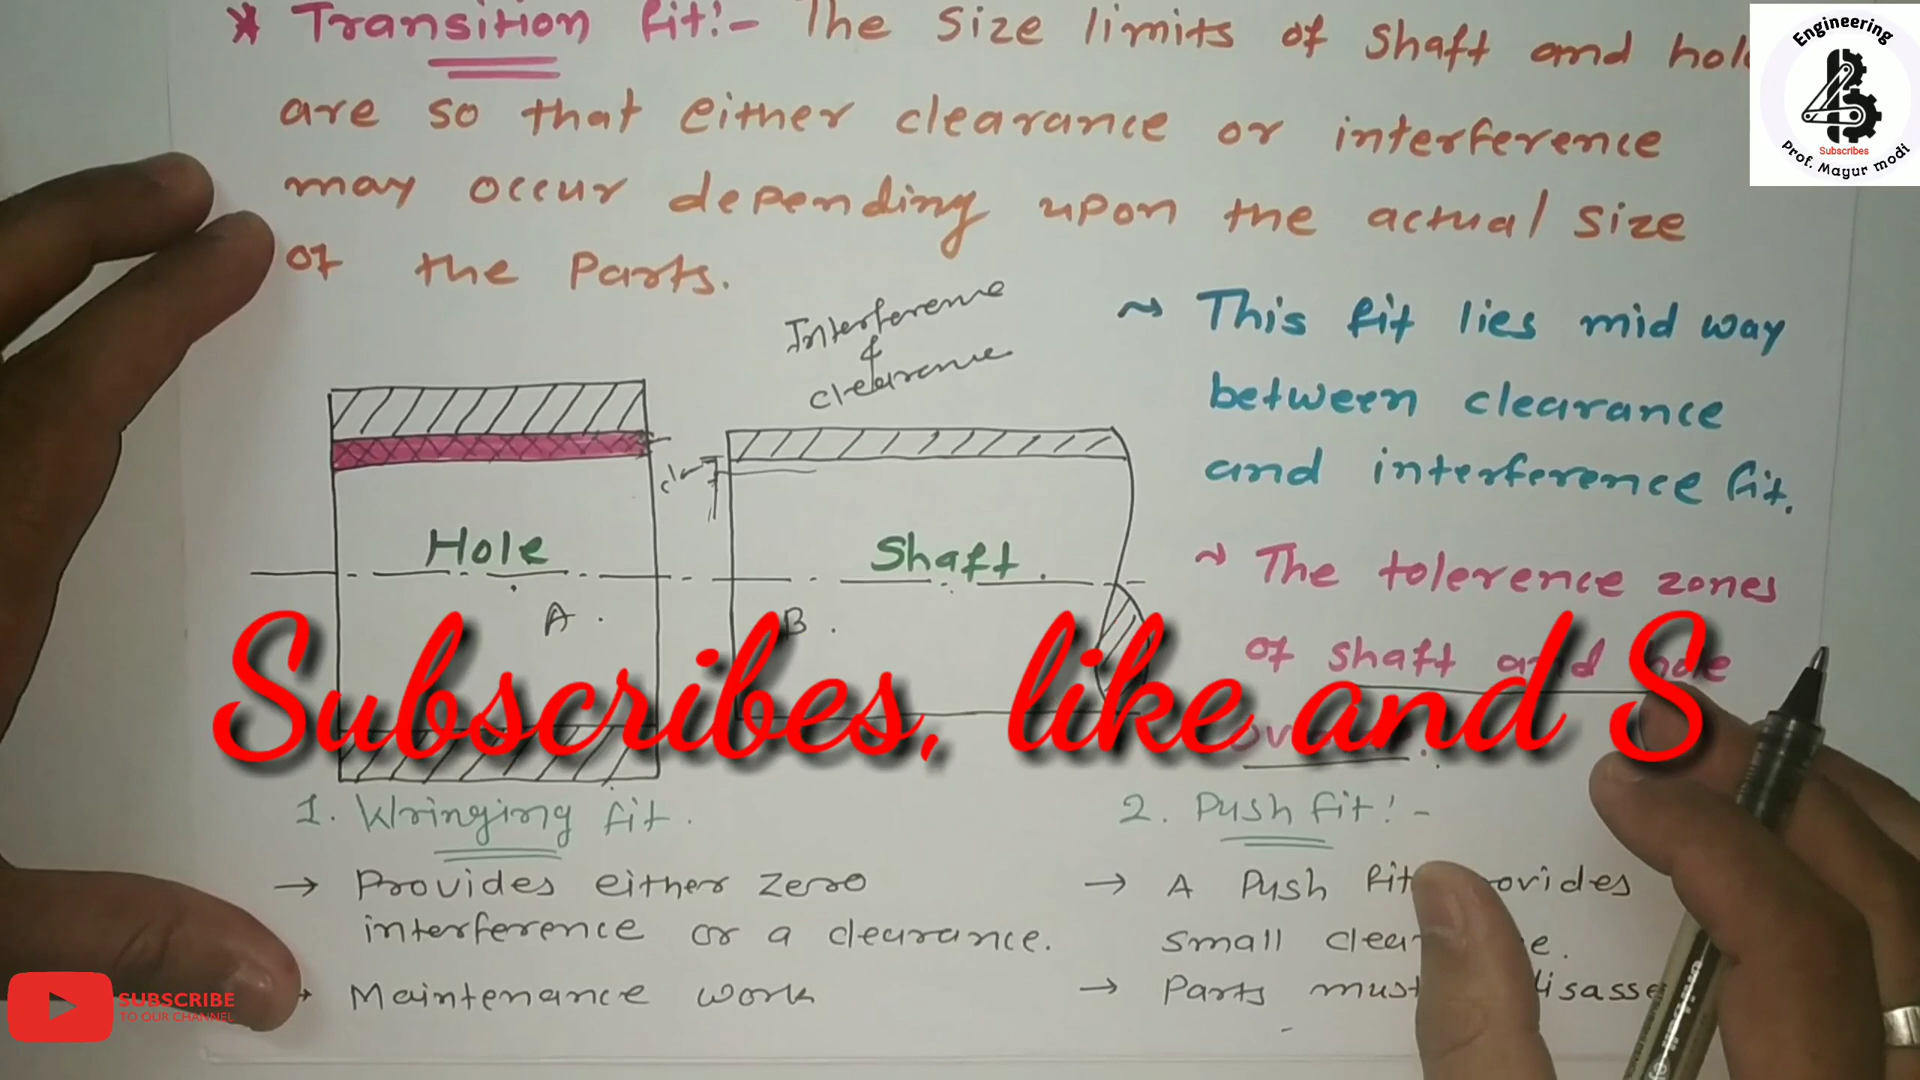 * Transition fit:- The size limits of shaft and hole
are so that either clearance or interference
may occur depending upon the actual size
of the Parts.
Interference
&
clearance
~ This fit lies mid way
between clearance
and interference fit.
~ The tolerence zones
of shaft and hole
Hole
Shaft
A
B
Subscribes, like and S
1. Wringing fit.
→ Provides either zero
interference or a clearance.
→ Maintenance work
2. Push fit:-
→ A Push fit
small
→ Parts must
Engineering
Subscribes
Prof. Mayur modi
SUBSCRIBE
TO OUR CHANNEL